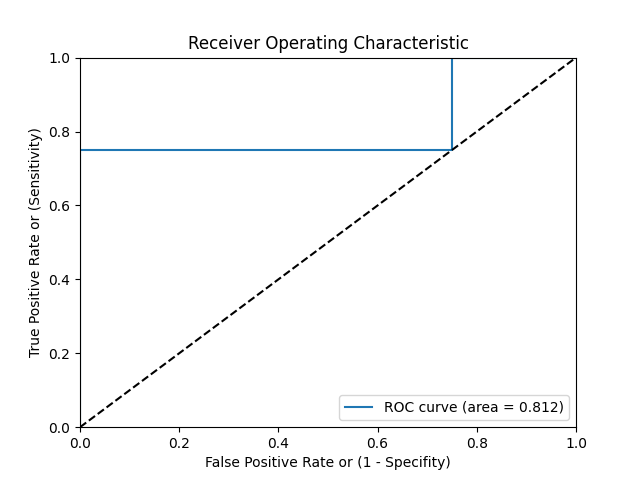 Receiver Operating Characteristic
1.0
0.8
0.6
0.4
0.2
0.0
True Positive Rate or (Sensitivity)
ROC curve (area = 0.812)
0.0 0.2 0.4 0.6 0.8 1.0
False Positive Rate or (1 - Specifity)